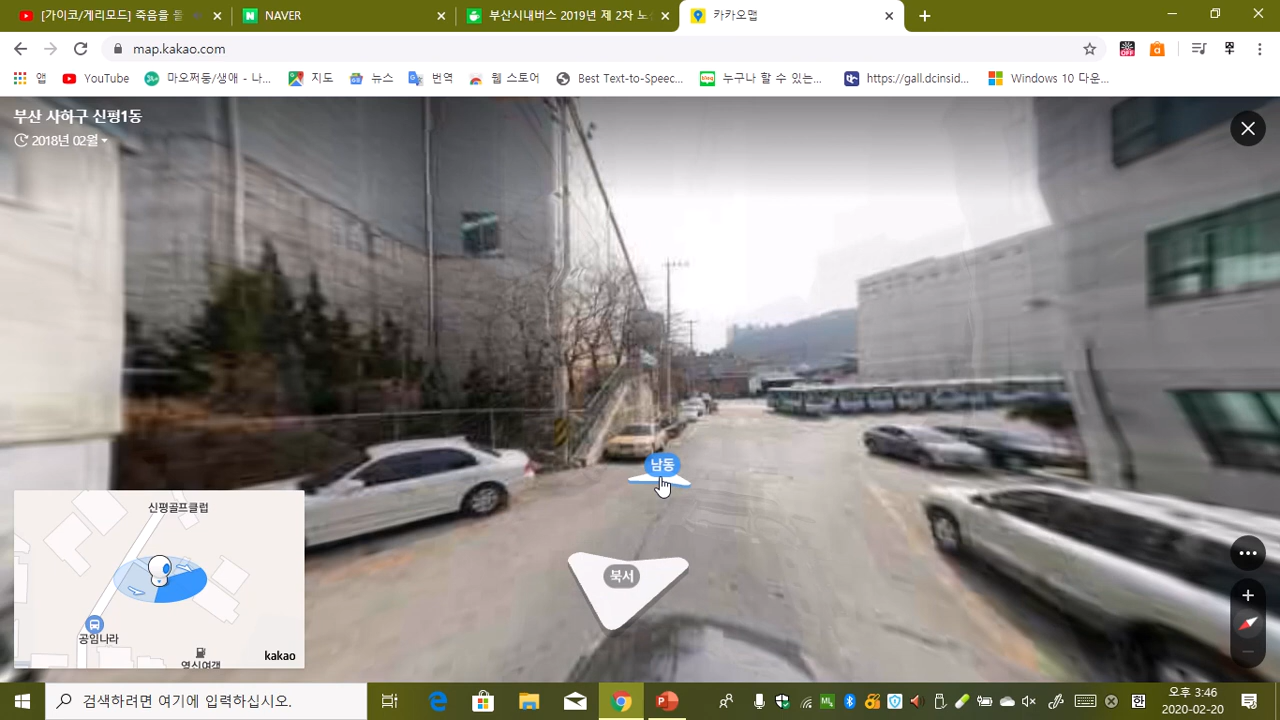 [가이코/게리모드] 죽음을 돌
NAVER
부산시내버스 2019년 제 2차 노
카카오맵
map.kakao.com
앱
YouTube
마오쩌둥/생애 - 나...
지도
뉴스
번역
웹 스토어
Best Text-to-Speec...
누구나 할 수 있는...
https://gall.dcinsid...
Windows 10 다운...
부산 사하구 신평1동
2018년 02월
남동
북서
신평골프클럽
공임나라
영신여객
kakao
검색하려면 여기에 입력하십시오.
오후 3:46
2020-02-20